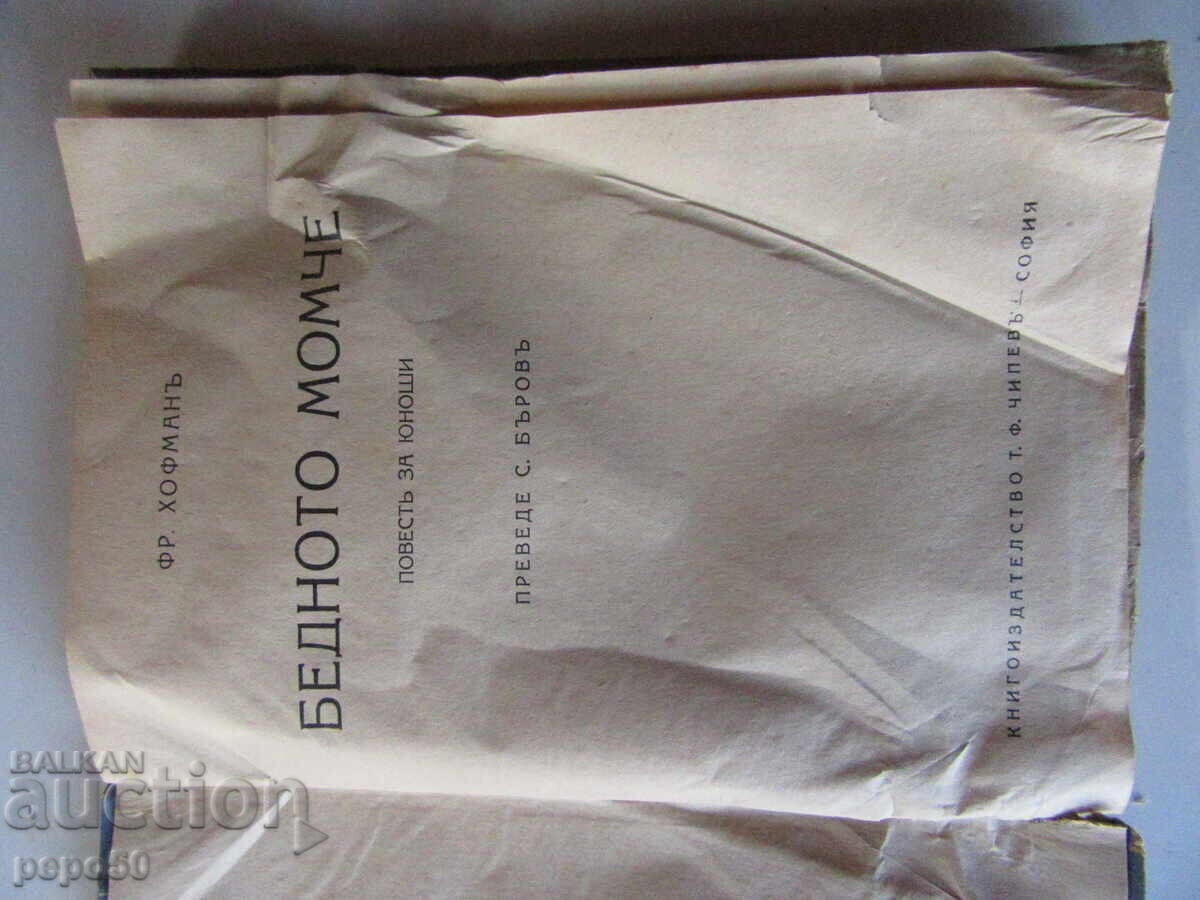 ФР. ХОФМАНЪ
БЕДНОТО МОМЧЕ
ПОВЕСТЬ ЗА ЮНОШИ
ПРЕВЕДЕ С. БЪРОВЪ
КНИГОИЗДАТЕЛСТВО Т. Ф. ЧИПЕВЪ — СОФИЯ
BALKAN
auction
pepo50